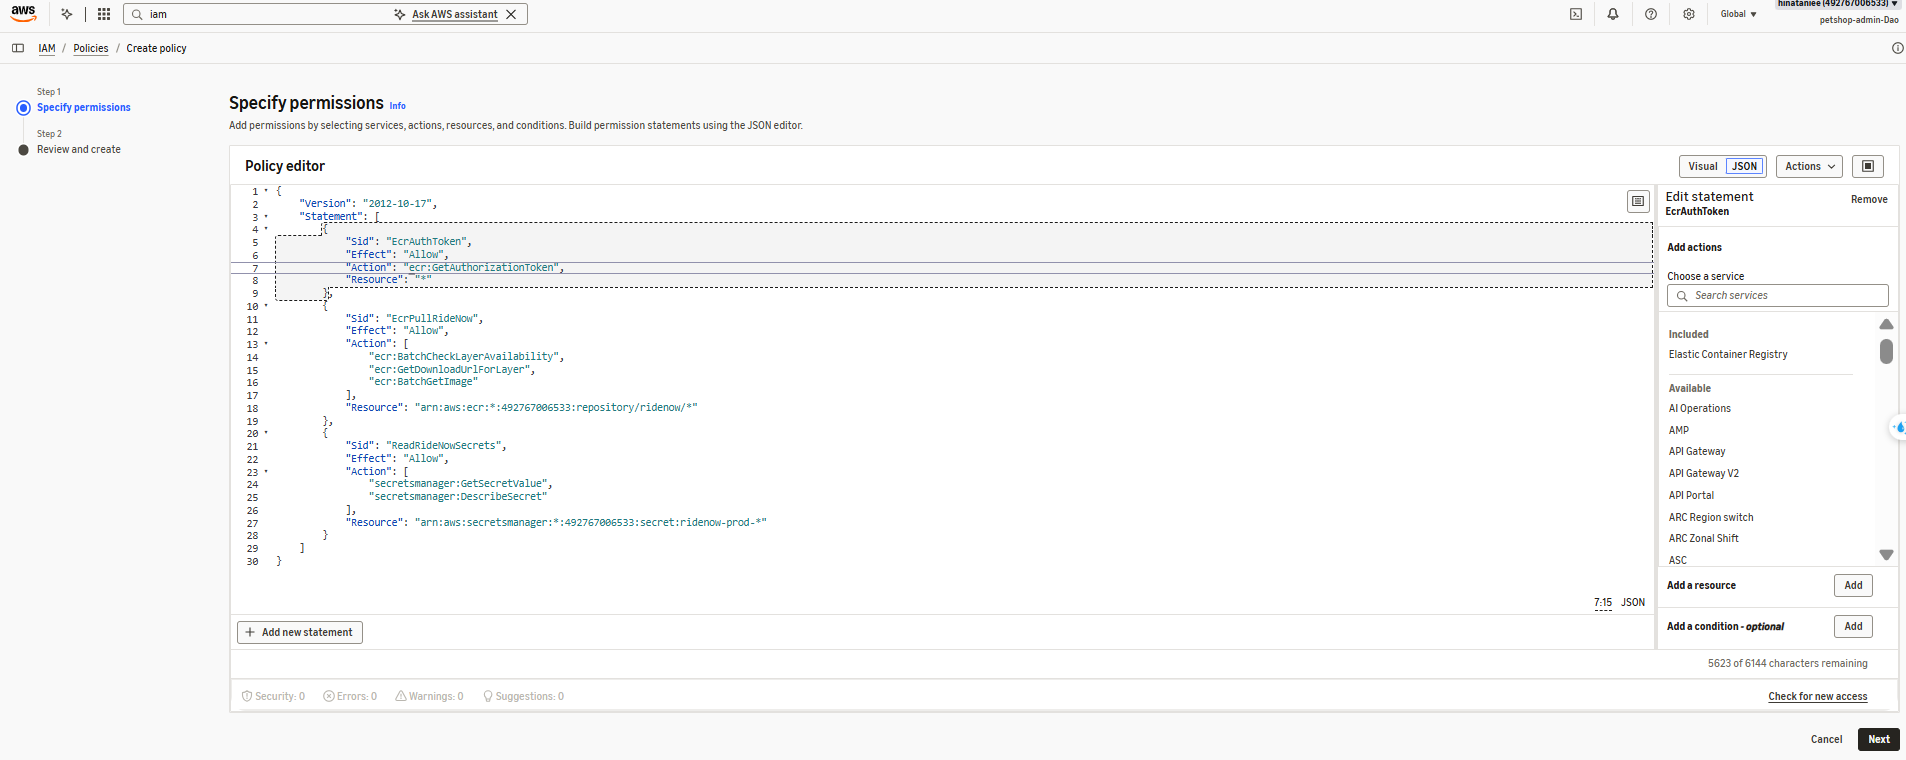 aws
iam
Ask AWS assistant
Global
hinataniee (492767006533)
petshop-admin-Dao
IAM / Policies / Create policy
Step 1
Specify permissions
Step 2
Review and create
Specify permissions Info
Add permissions by selecting services, actions, resources, and conditions. Build permission statements using the JSON editor.
Policy editor
Visual JSON Actions
1 {
2 "Version": "2012-10-17",
3 "Statement": [
4 {
5 "Sid": "EcrAuthToken",
6 "Effect": "Allow",
7 "Action": "ecr:GetAuthorizationToken",
8 "Resource": "*"
9 },
10 {
11 "Sid": "EcrPullRideNow",
12 "Effect": "Allow",
13 "Action": [
14 "ecr:BatchCheckLayerAvailability",
15 "ecr:GetDownloadUrlForLayer",
16 "ecr:BatchGetImage"
17 ],
18 "Resource": "arn:aws:ecr:*:492767006533:repository/ridenow/*"
19 },
20 {
21 "Sid": "ReadRideNowSecrets",
22 "Effect": "Allow",
23 "Action": [
24 "secretsmanager:GetSecretValue",
25 "secretsmanager:DescribeSecret"
26 ],
27 "Resource": "arn:aws:secretsmanager:*:492767006533:secret:ridenow-prod-*"
28 }
29 ]
30 }
7:15 JSON
+ Add new statement
Edit statement
EcrAuthToken
Remove
Add actions
Choose a service
Search services
Included
Elastic Container Registry
Available
AI Operations
AMP
API Gateway
API Gateway V2
API Portal
ARC Region switch
ARC Zonal Shift
ASC
Add a resource Add
Add a condition - optional Add
5623 of 6144 characters remaining
Security: 0 Errors: 0 Warnings: 0 Suggestions: 0
Check for new access
Cancel Next